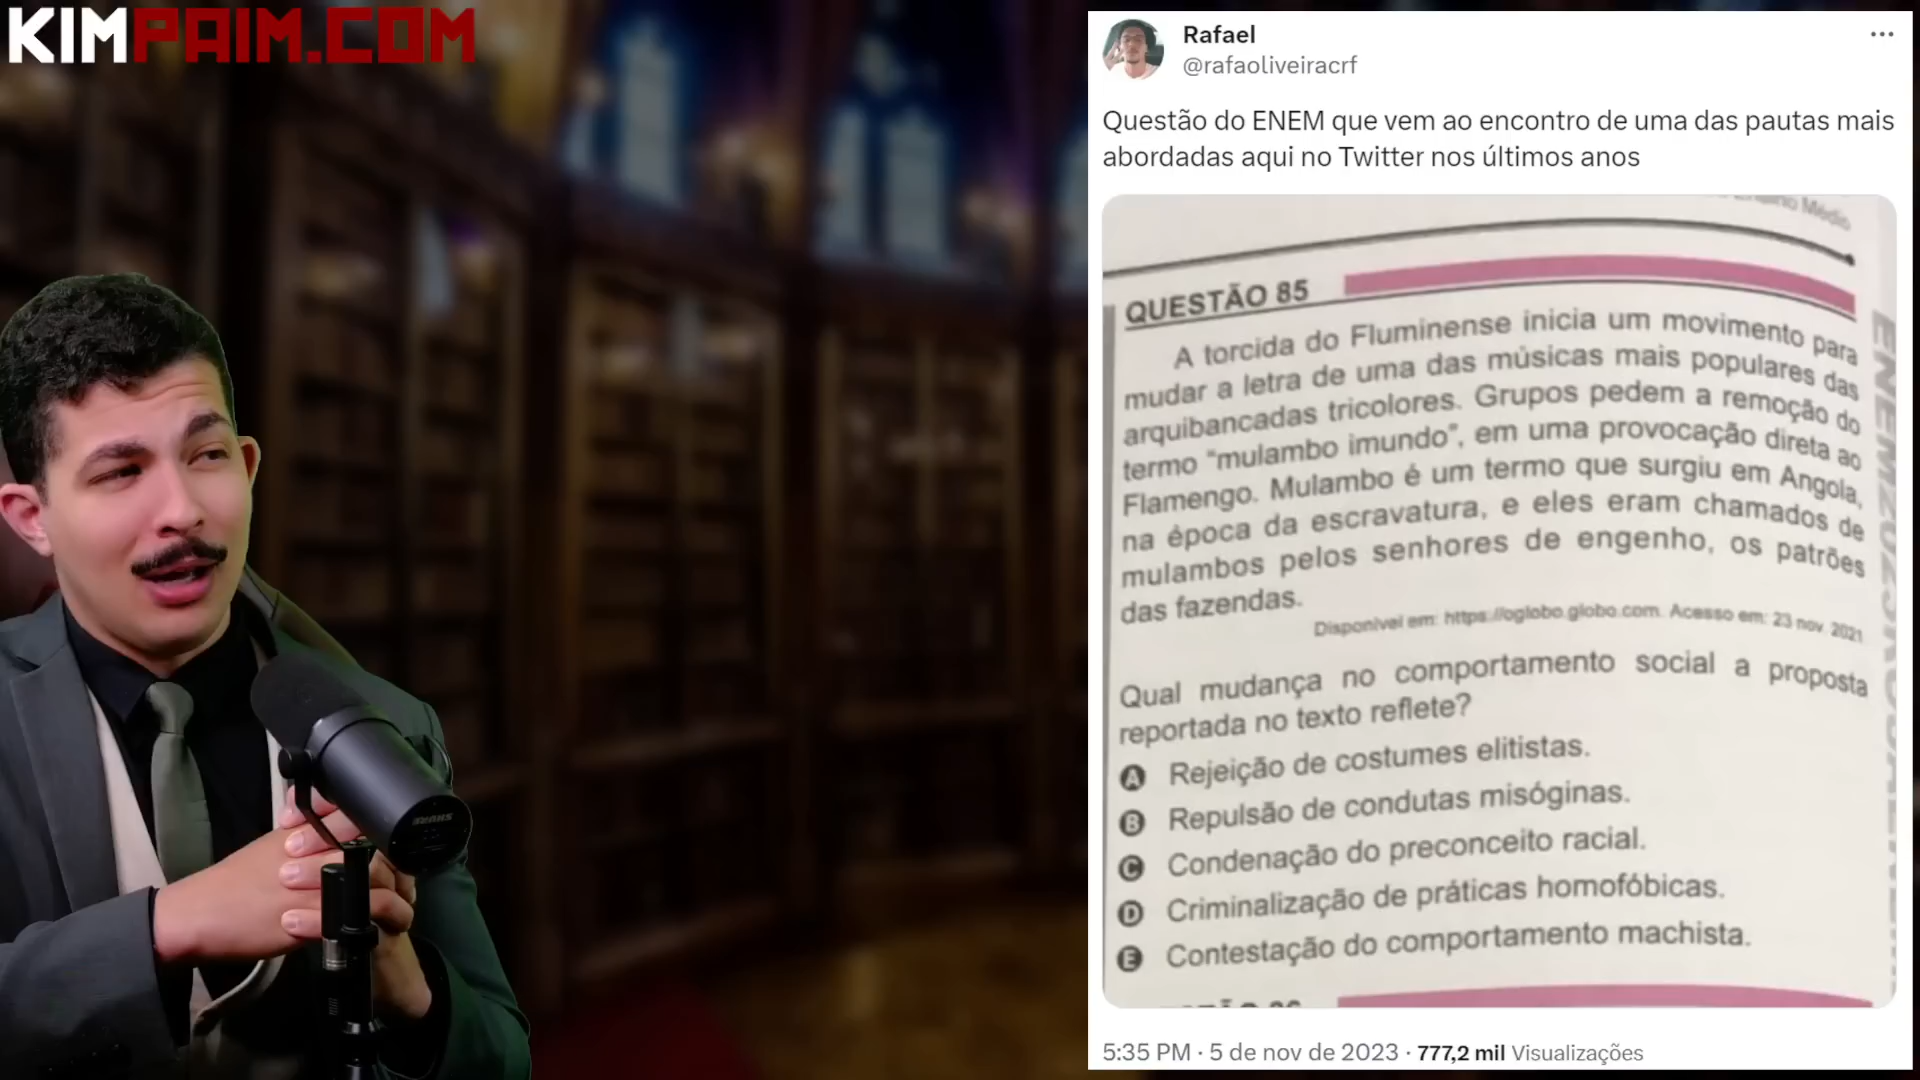 KIMPAIM.COM
Rafael
@rafaoliveiracrf
Questão do ENEM que vem ao encontro de uma das pautas mais
abordadas aqui no Twitter nos últimos anos
Médio
QUESTÃO 85
A torcida do Fluminense inicia um movimento para
mudar a letra de uma das músicas mais populares das
arquibancadas tricolores. Grupos pedem a remoção do
termo “mulambo imundo”, em uma provocação direta ao
Flamengo. Mulambo é um termo que surgiu em Angola,
na época da escravatura, e eles eram chamados de
mulambos pelos senhores de engenho, os patrões
das fazendas.
Disponível em: https://oglobo.globo.com. Acesso em: 23 nov. 2021
Qual mudança no comportamento social a proposta
reportada no texto reflete?
A Rejeição de costumes elitistas.
B Repulsão de condutas misóginas.
C Condenação do preconceito racial.
D Criminalização de práticas homofóbicas.
E Contestação do comportamento machista.
SHURE
5:35 PM · 5 de nov de 2023 · 777,2 mil Visualizações